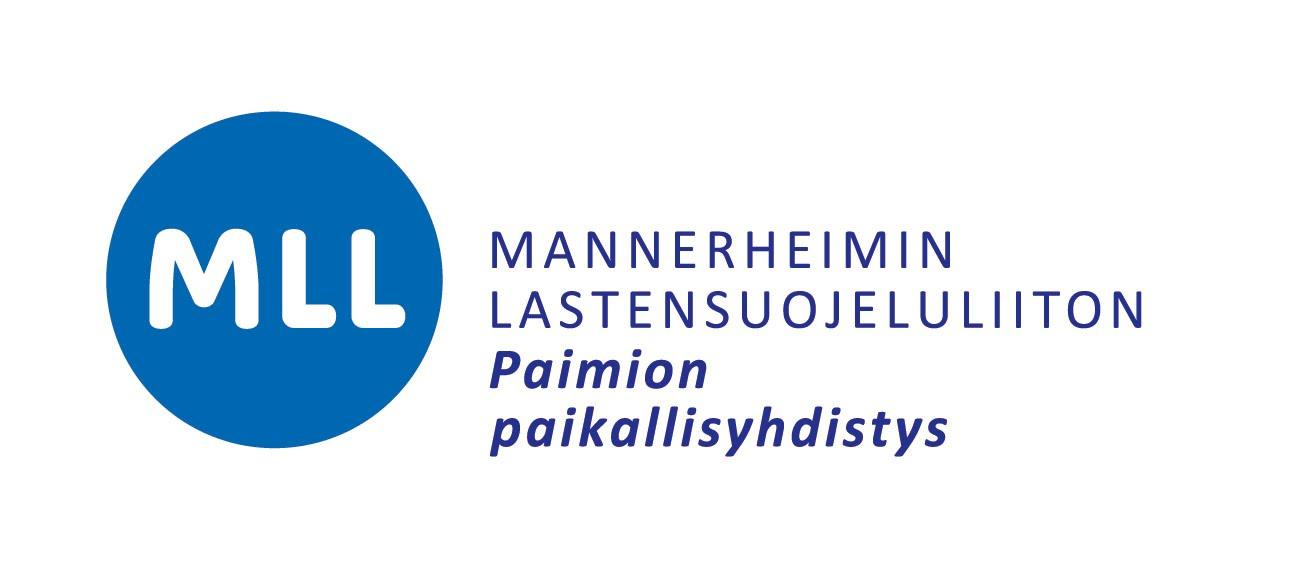 MLL
MANNERHEIMIN
LASTENSUOJELULIITON
Paimion
paikallisyhdistys